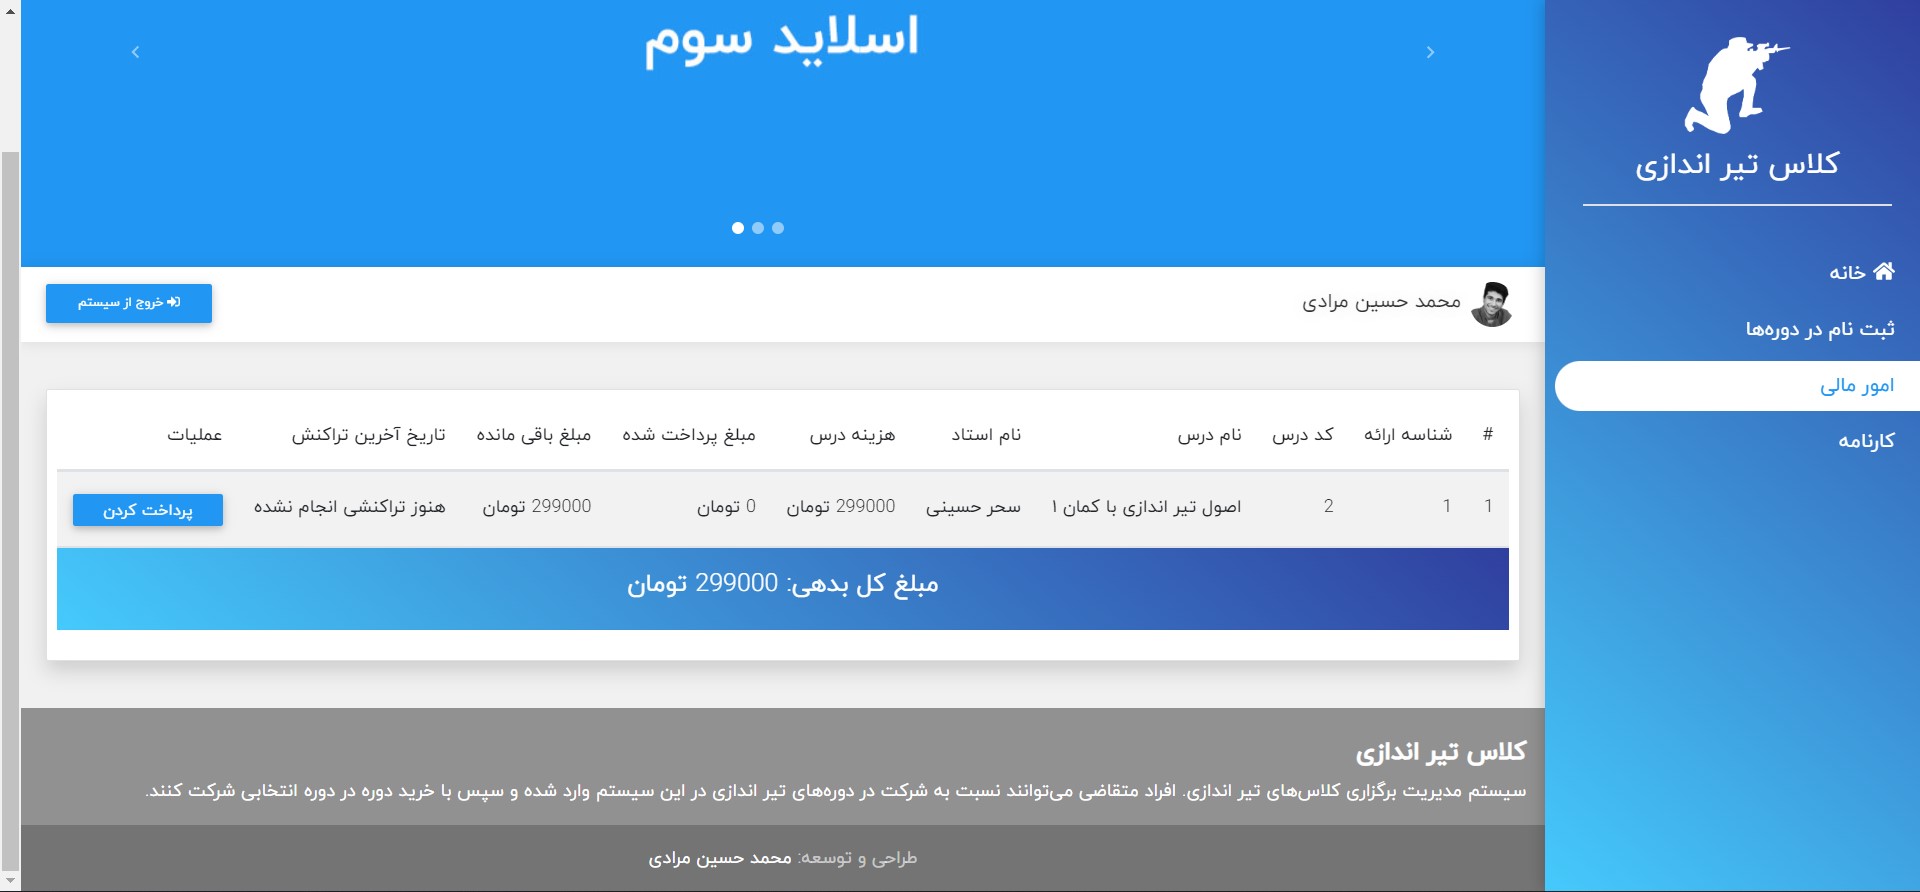 اسلاید سوم
کلاس تیر اندازی
خانه
ثبت نام در دوره‌ها
امور مالی
کارنامه
محمد حسین مرادی
خروج از سیستم
# شناسه ارائه کد درس نام درس نام استاد هزینه درس مبلغ پرداخت شده مبلغ باقی مانده تاریخ آخرین تراکنش عملیات
1 1 2 اصول تیر اندازی با کمان ۱ سحر حسینی 299000 تومان 0 تومان 299000 تومان هنوز تراکنشی انجام نشده پرداخت کردن
مبلغ کل بدهی: 299000 تومان
کلاس تیر اندازی
سیستم مدیریت برگزاری کلاس‌های تیر اندازی. افراد متقاضی می‌توانند نسبت به شرکت در دوره‌های تیر اندازی در این سیستم وارد شده و سپس با خرید دوره در دوره انتخابی شرکت کنند.
طراحی و توسعه: محمد حسین مرادی